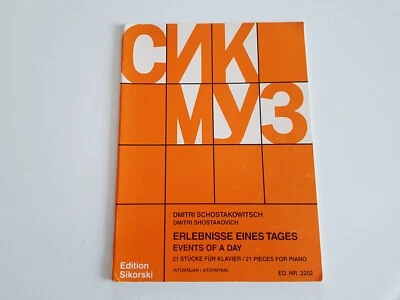 СИК
МУЗ
DMITRI SCHOSTAKOWITSCH
DMITRI SHOSTAKOVICH
ERLEBNISSE EINES TAGES
EVENTS OF A DAY
21 STÜCKE FÜR KLAVIER / 21 PIECES FOR PIANO
(ATOWMJAN / ATOVMYAN)
ED. NR. 2202
Edition
Sikorski